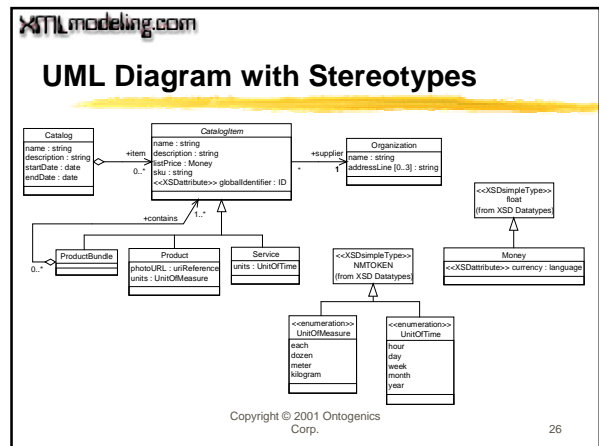 XMLmodeling.com
UML Diagram with Stereotypes
Catalog
name : string
description : string
startDate : date
endDate : date
+item
0..*
CatalogItem
name : string
description : string
listPrice : Money
sku : string
<<XSDattribute>> globalIdentifier : ID
+supplier
*
1
Organization
name : string
addressLine [0..3] : string
+contains
1..*
0..*
ProductBundle
Product
photoURL : uriReference
units : UnitOfMeasure
Service
units : UnitOfTime
<<XSDsimpleType>>
float
(from XSD Datatypes)
Money
<<XSDattribute>> currency : language
<<XSDsimpleType>>
NMTOKEN
(from XSD Datatypes)
<<enumeration>>
UnitOfMeasure
each
dozen
meter
kilogram
<<enumeration>>
UnitOfTime
hour
day
week
month
year
Copyright © 2001 Ontogenics
Corp.
26